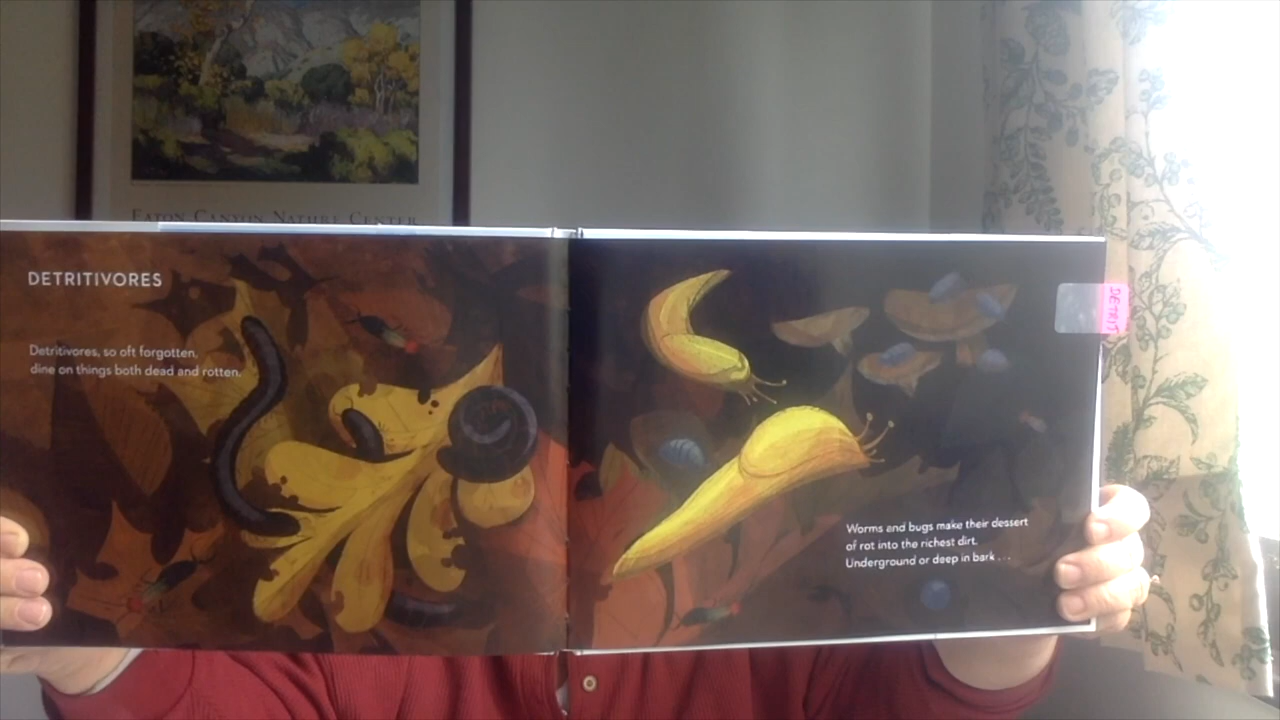 EATON CANYON NATURE CENTER
DETRITIVORES
Detritivores, so oft forgotten,
dine on things both dead and rotten.
DETRIT
Worms and bugs make their dessert
of rot into the richest dirt.
Underground or deep in bark . . .